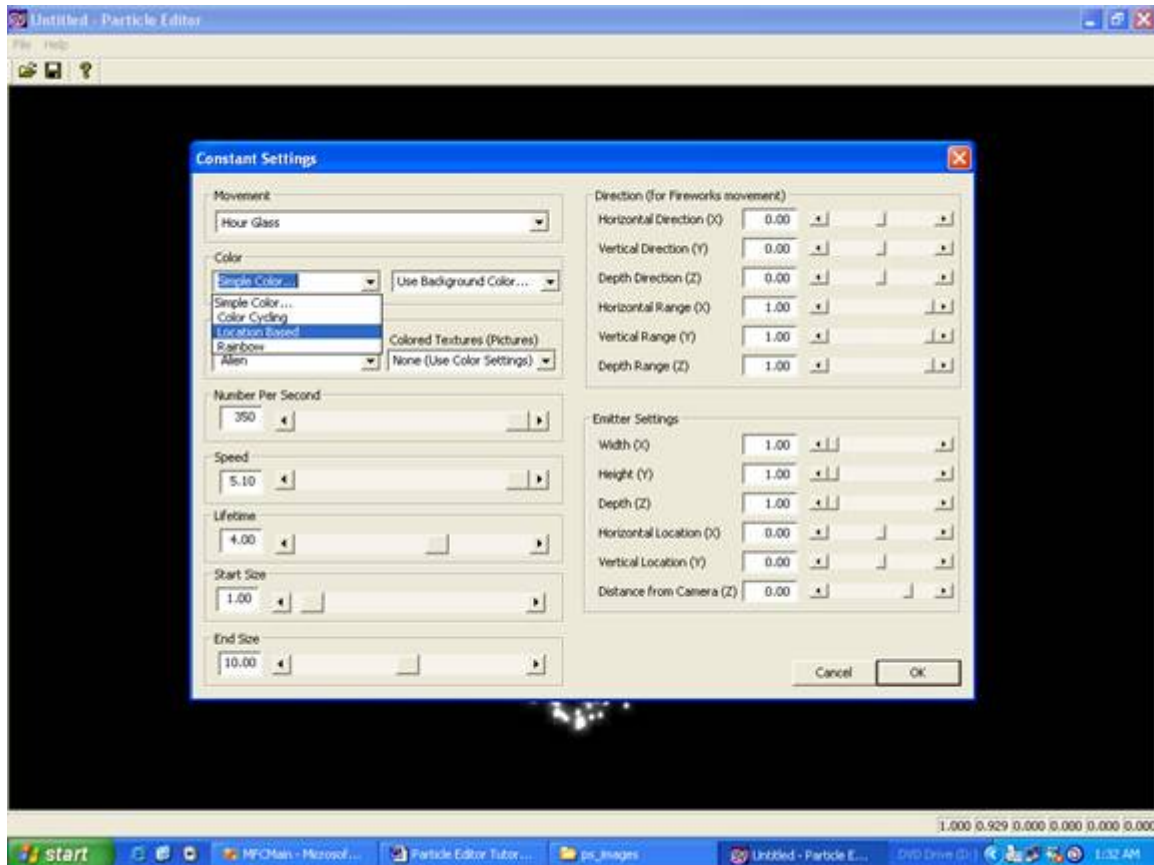 Untitled - Particle Editor
File Help
Constant Settings
Movement
Hour Glass
Color
Simple Color... Use Background Color...
Simple Color...
Color Cycling
Location Based
Rainbow
Colored Textures (Pictures)
Alien None (Use Color Settings)
Number Per Second
350
Speed
5.10
Lifetime
4.00
Start Size
1.00
End Size
10.00
Direction (for Fireworks movement)
Horizontal Direction (X) 0.00
Vertical Direction (Y) 0.00
Depth Direction (Z) 0.00
Horizontal Range (X) 1.00
Vertical Range (Y) 1.00
Depth Range (Z) 1.00
Emitter Settings
Width (X) 1.00
Height (Y) 1.00
Depth (Z) 1.00
Horizontal Location (X) 0.00
Vertical Location (Y) 0.00
Distance from Camera (Z) 0.00
Cancel OK
1.000 0.929 0.000 0.000 0.000 0.000
start MFCMain - Microsof... Particle Editor Tutor... ps_images Untitled - Particle E... DVD Drive (D:) 1:32 AM